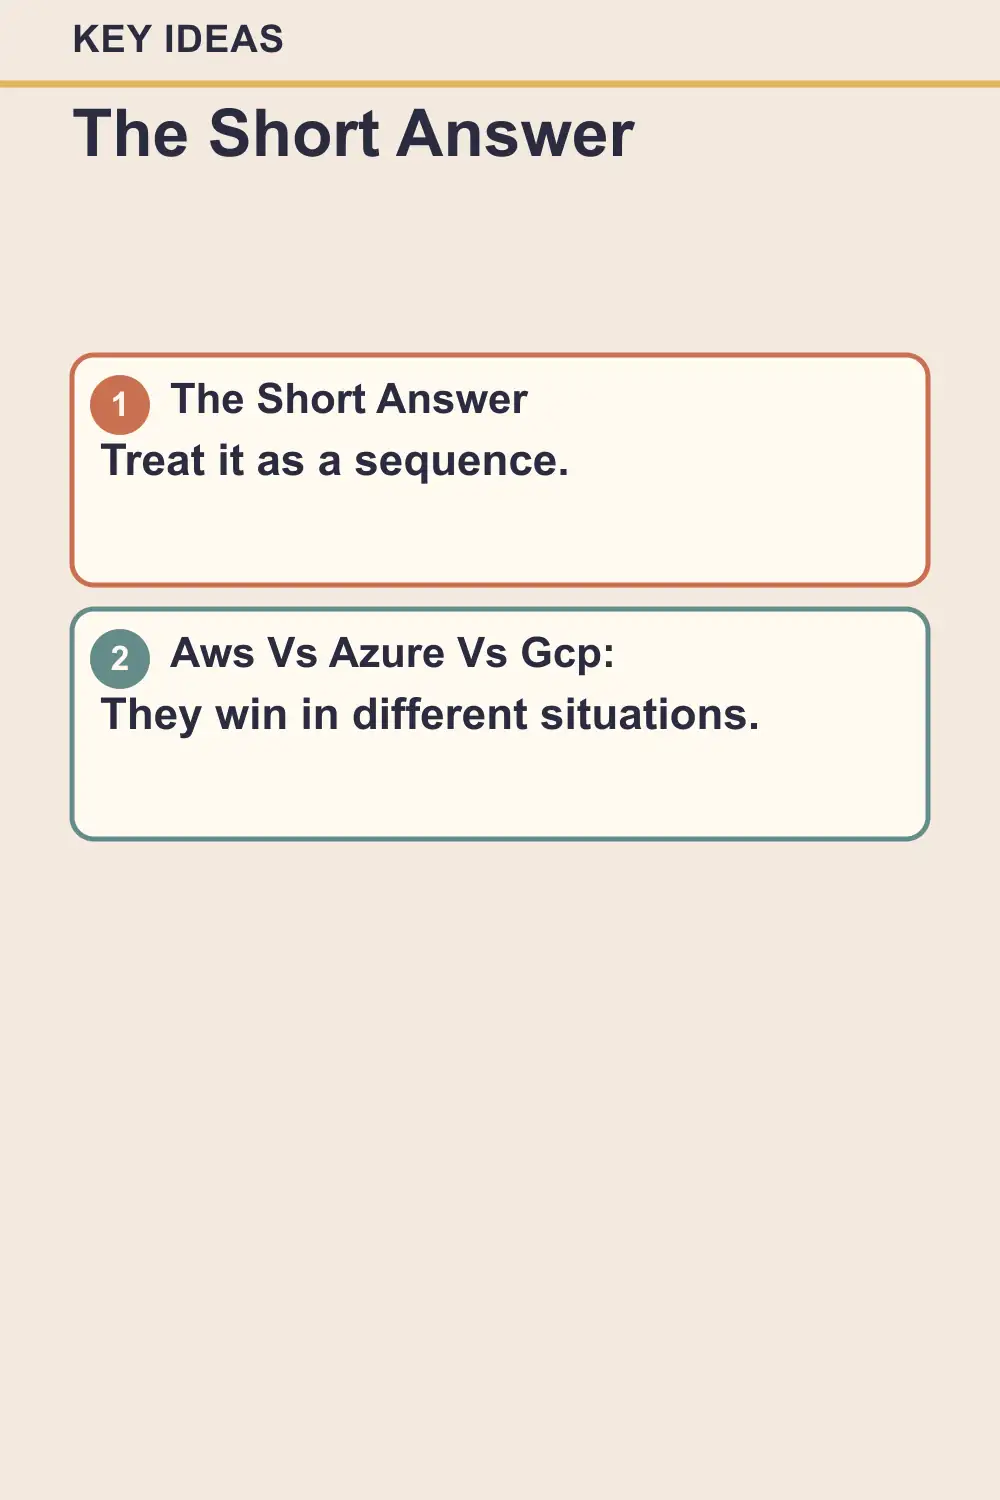 KEY IDEAS
The Short Answer
1 The Short Answer
Treat it as a sequence.
2 Aws Vs Azure Vs Gcp:
They win in different situations.